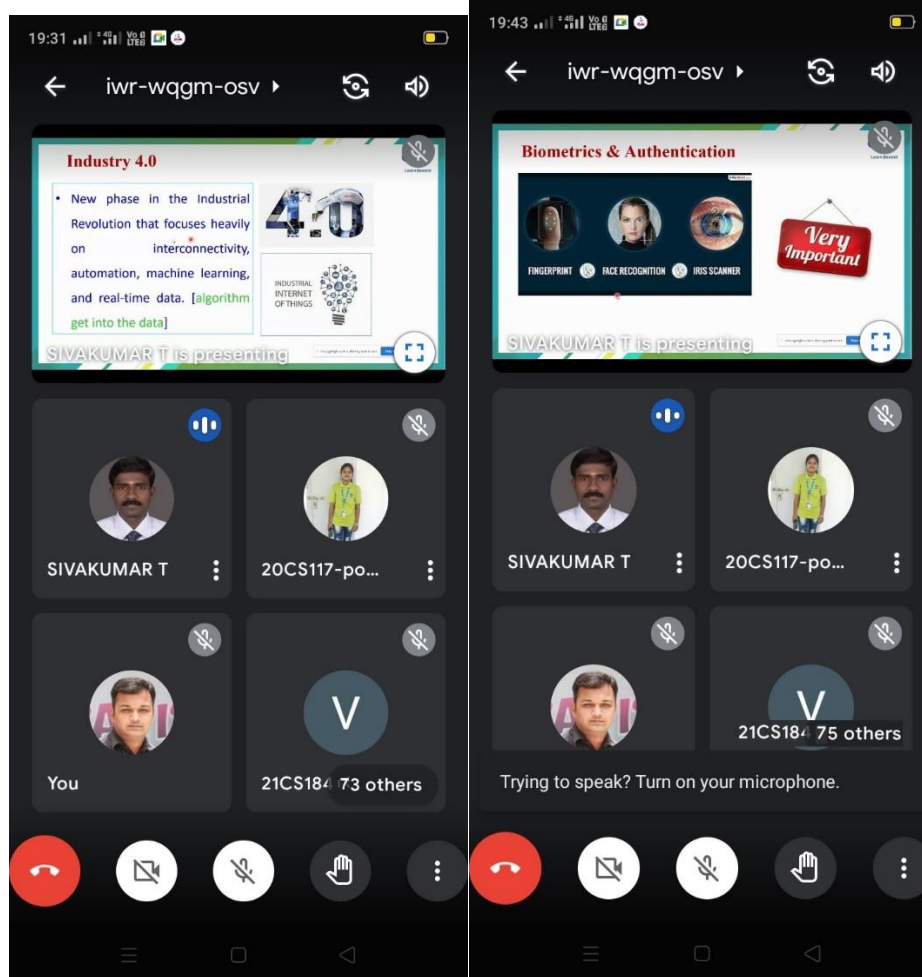 19:31
iwr-wqgm-osv
Industry 4.0
• New phase in the Industrial
Revolution that focuses heavily
on interconnectivity,
automation, machine learning,
and real-time data. [algorithm
get into the data]
4.0
INDUSTRIAL
INTERNET
OF THINGS
SIVAKUMAR T is presenting
SIVAKUMAR T
20CS117-po...
You
21CS184
73 others
19:43
iwr-wqgm-osv
Biometrics & Authentication
FINGERPRINT VS FACE RECOGNITION VS IRIS SCANNER
Very
Important
SIVAKUMAR T is presenting
SIVAKUMAR T
20CS117-po...
V
21CS184 75 others
Trying to speak? Turn on your microphone.